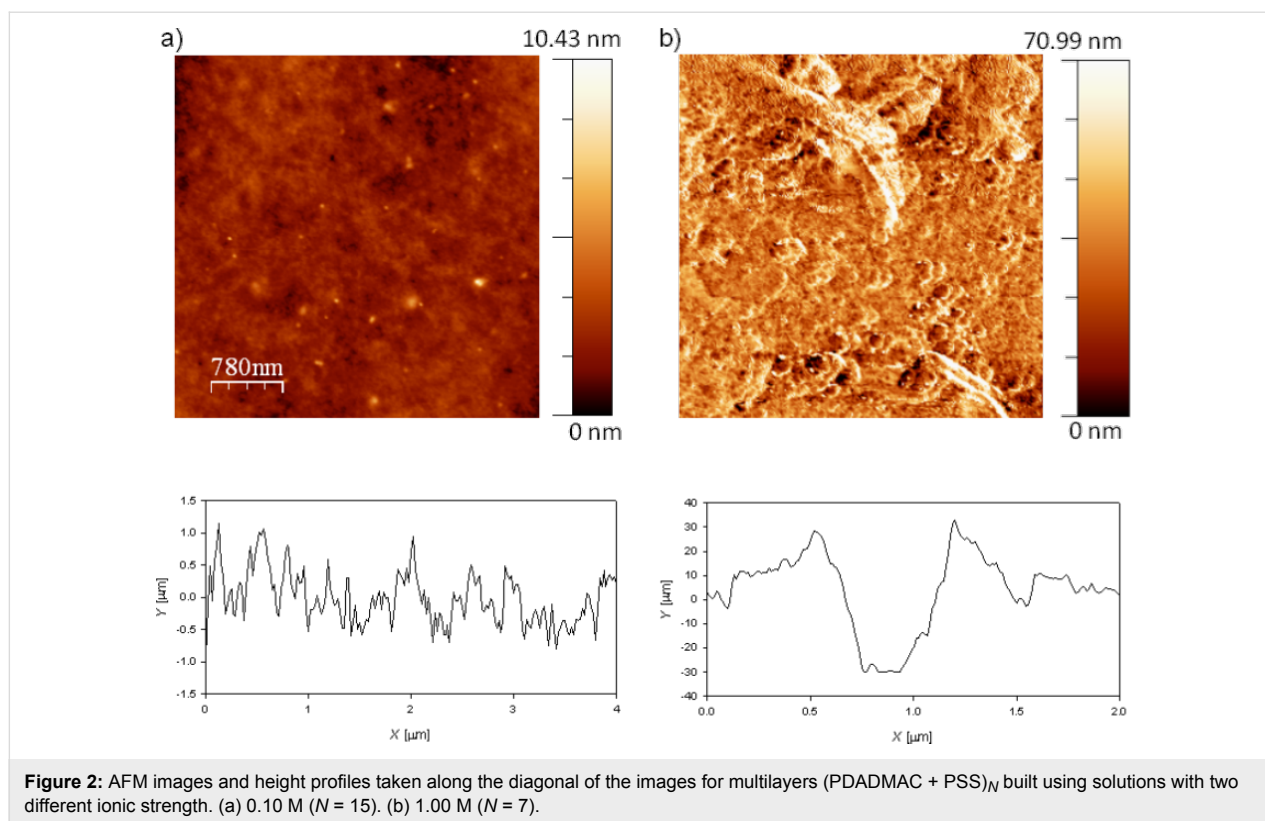 a)
10.43 nm
b)
70.99 nm
780nm
0 nm
0 nm
1.5
1.0
0.5
0.0
-0.5
-1.0
-1.5
Y [µm]
0 1 2 3 4
X [µm]
40
30
20
10
0
-10
-20
-30
-40
Y [µm]
0.0 0.5 1.0 1.5 2.0
X [µm]
Figure 2: AFM images and height profiles taken along the diagonal of the images for multilayers (PDADMAC + PSS)N built using solutions with two
different ionic strength. (a) 0.10 M (N = 15). (b) 1.00 M (N = 7).